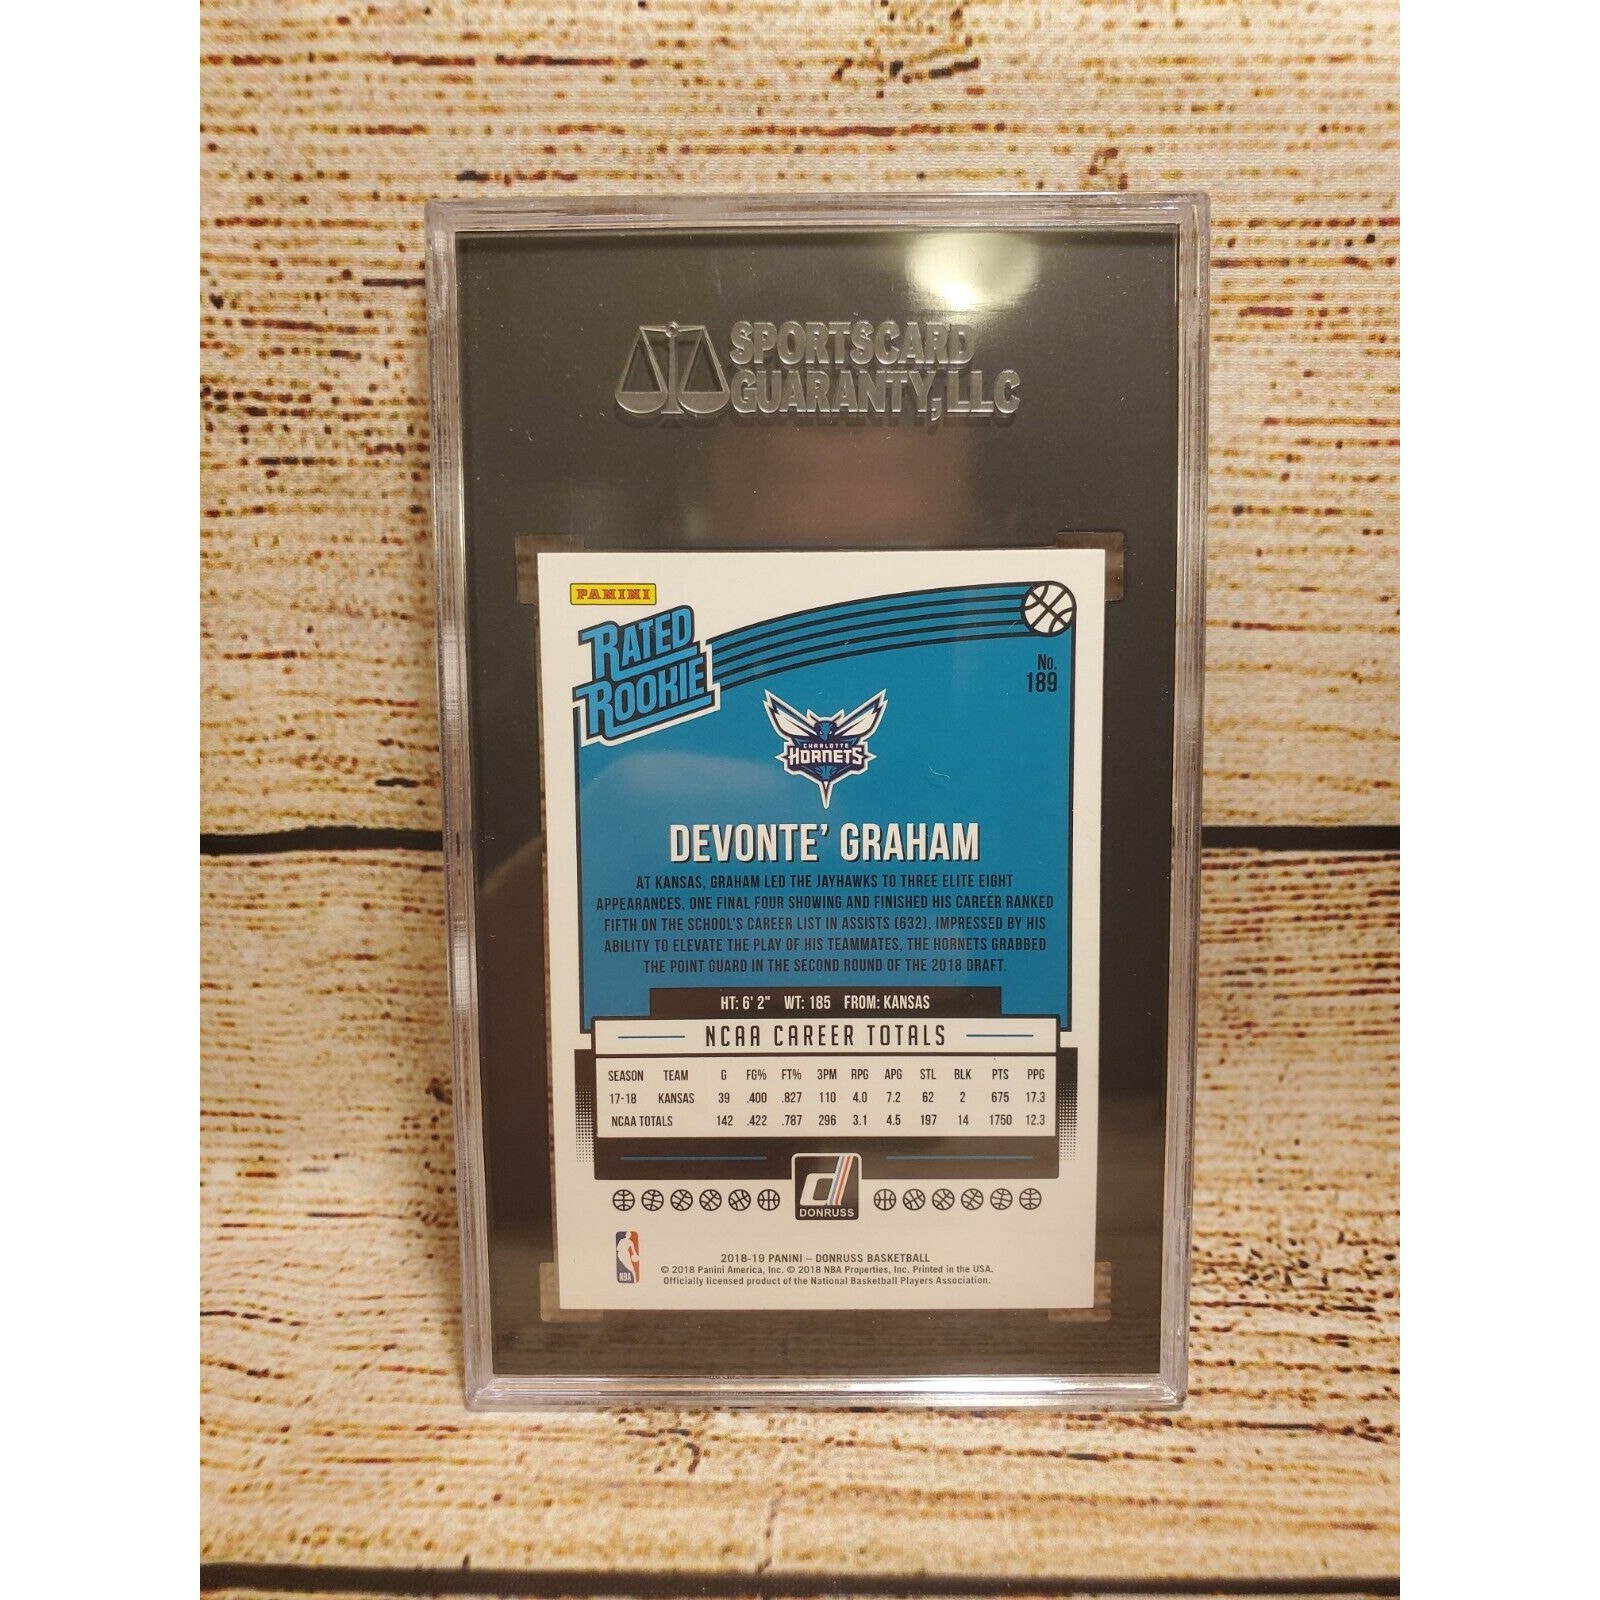 SPORTSCARD
GUARANTY, LLC
PANINI
RATED
ROOKIE
No.
189
CHARLOTTE
HORNETS
DEVONTE' GRAHAM
AT KANSAS, GRAHAM LED THE JAYHAWKS TO THREE ELITE EIGHT
APPEARANCES, ONE FINAL FOUR SHOWING AND FINISHED HIS CAREER RANKED
FIFTH ON THE SCHOOL'S CAREER LIST IN ASSISTS (632). IMPRESSED BY HIS
ABILITY TO ELEVATE THE PLAY OF HIS TEAMMATES, THE HORNETS GRABBED
THE POINT GUARD IN THE SECOND ROUND OF THE 2018 DRAFT.
HT: 6' 2" WT: 185 FROM: KANSAS
NCAA CAREER TOTALS
SEASON TEAM G FG% FT% 3PM RPG APG STL BLK PTS PPG
17-18 KANSAS 39 .400 .827 110 4.0 7.2 62 2 675 17.3
NCAA TOTALS 142 .422 .787 296 3.1 4.5 197 14 1750 12.3
d
DONRUSS
NBA
2018-19 PANINI – DONRUSS BASKETBALL
© 2018 Panini America, Inc. © 2018 NBA Properties, Inc. Printed in the USA.
Officially licensed product of the National Basketball Players Association.